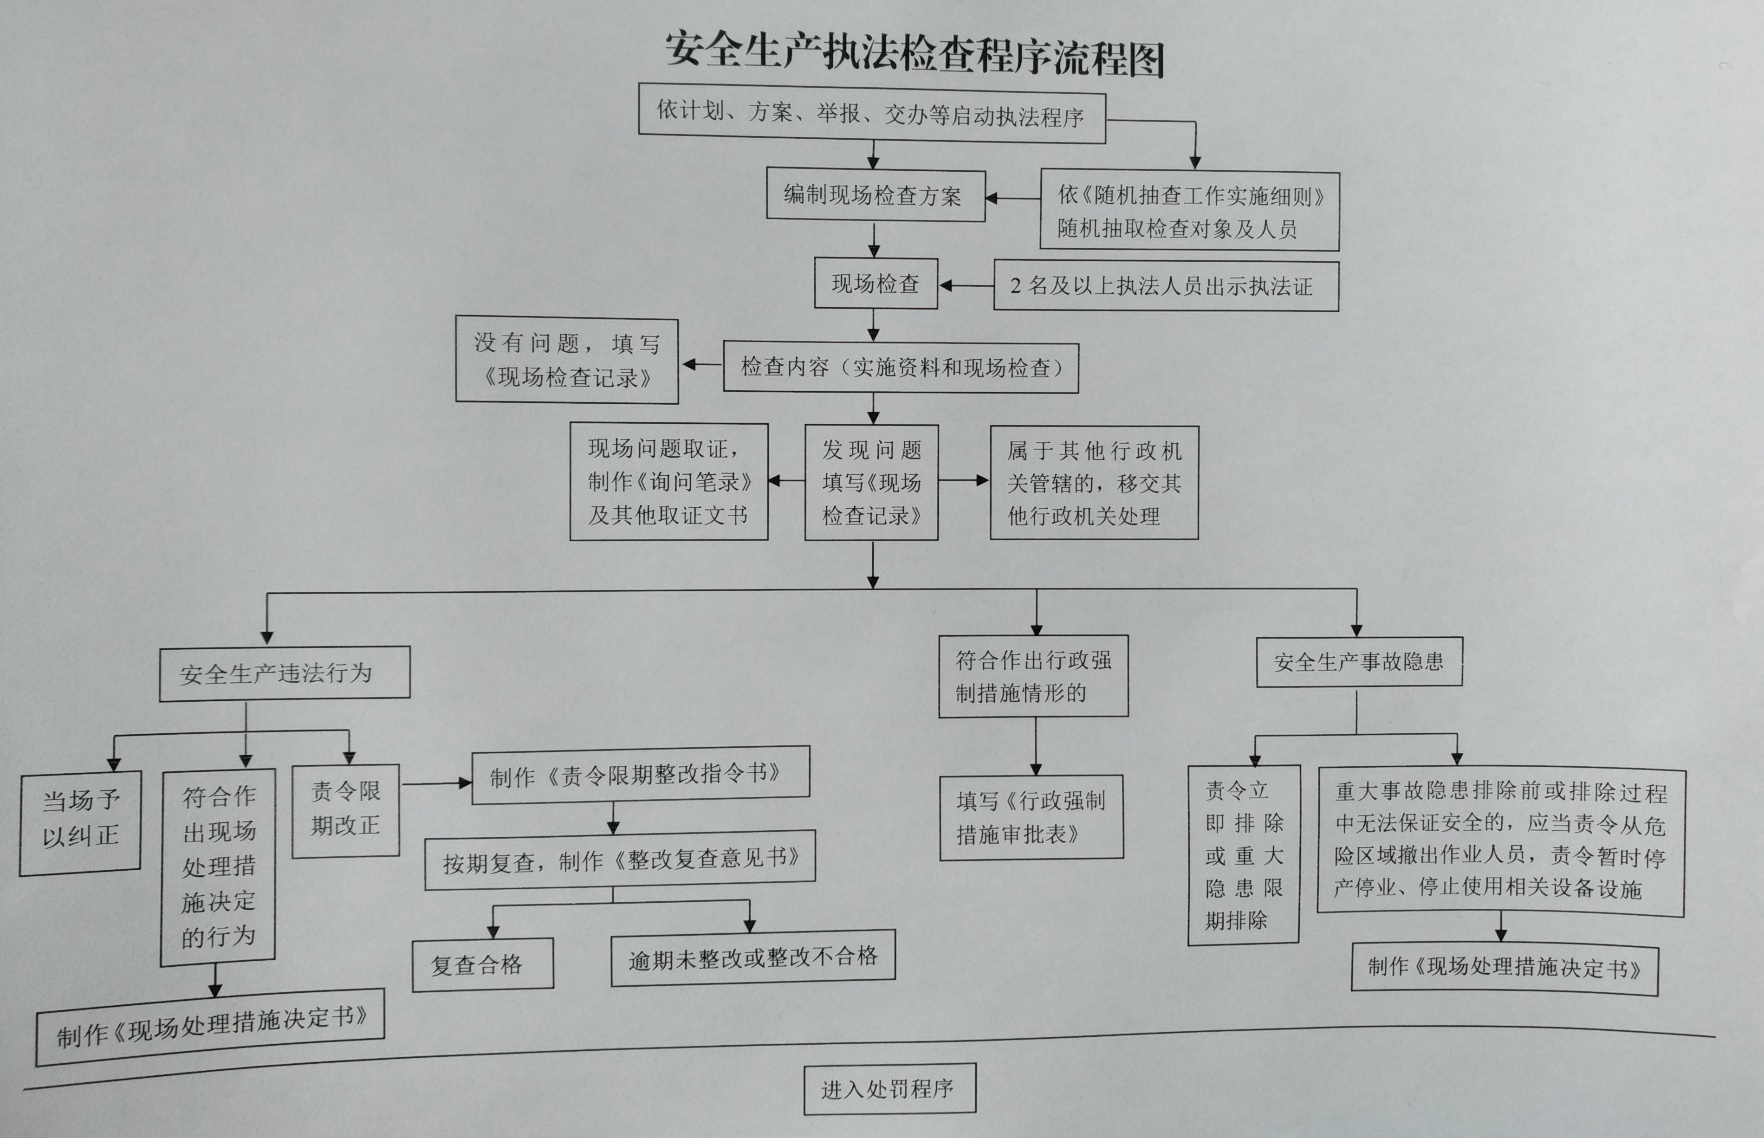 安全生产执法检查程序流程图
依计划、方案、举报、交办等启动执法程序
编制现场检查方案
依《随机抽查工作实施细则》
随机抽取检查对象及人员
现场检查
2名及以上执法人员出示执法证
没有问题，填写
《现场检查记录》
检查内容（实施资料和现场检查）
现场问题取证，
制作《询问笔录》
及其他取证文书
发现问题
填写《现场
检查记录》
属于其他行政机
关管辖的，移交其
他行政机关处理
安全生产违法行为
符合作出行政强
制措施情形的
安全生产事故隐患
当场予
以纠正
符合作
出现场
处理措
施决定
的行为
责令限
期改正
制作《责令限期整改指令书》
按期复查，制作《整改复查意见书》
复查合格
逾期未整改或整改不合格
制作《现场处理措施决定书》
填写《行政强制
措施审批表》
责令立
即排除
或重大
隐患限
期排除
重大事故隐患排除前或排除过程
中无法保证安全的，应当责令从危
险区域撤出作业人员，责令暂时停
产停业、停止使用相关设备设施
制作《现场处理措施决定书》
进入处罚程序